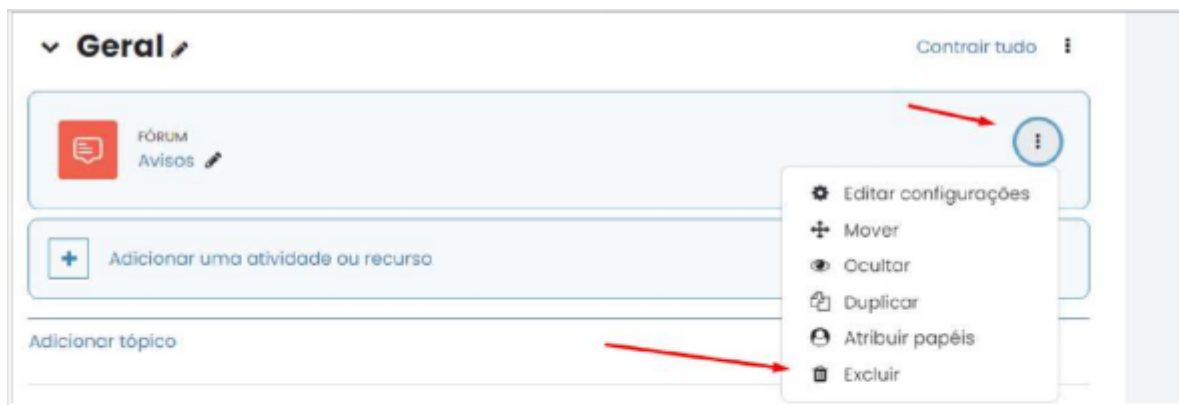 Geral
Contrair tudo
FÓRUM
Avisos
Editar configurações
Mover
Adicionar uma atividade ou recurso
Ocultar
Duplicar
Adicionar tópico
Atribuir papéis
Excluir